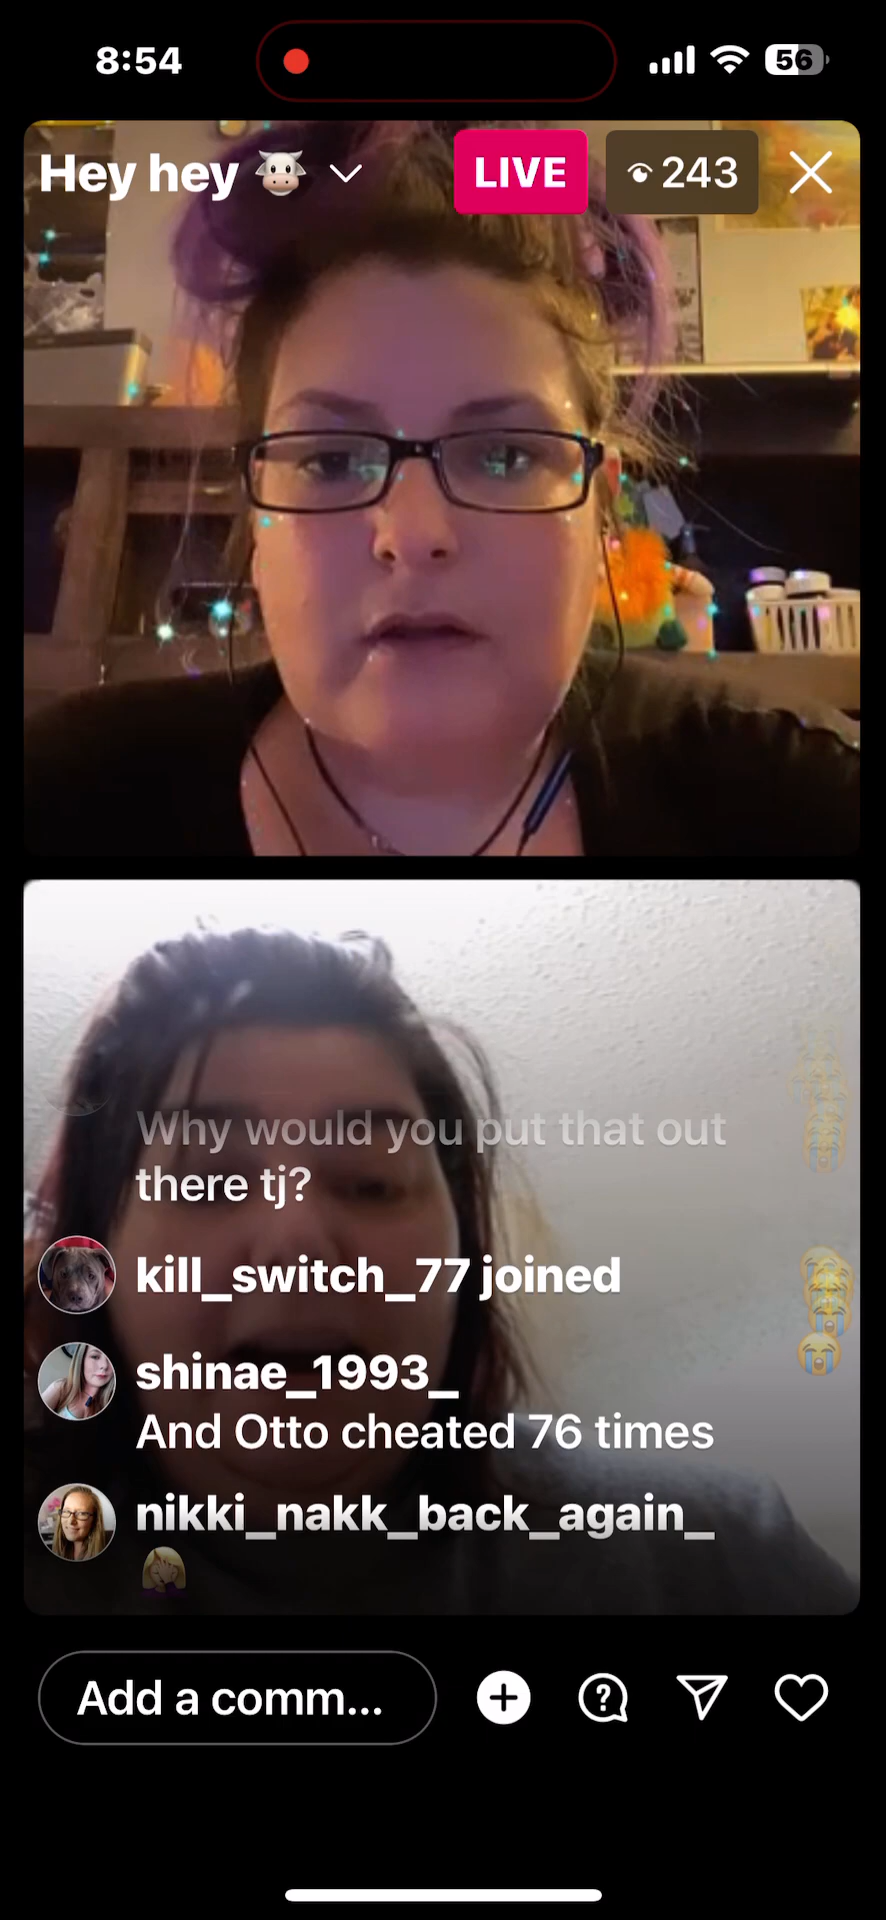 8:54
56
Hey hey
LIVE
243
Why would you put that out
there tj?
kill_switch_77 joined
shinae_1993_
And Otto cheated 76 times
nikki_nakk_back_again_
Add a comm...